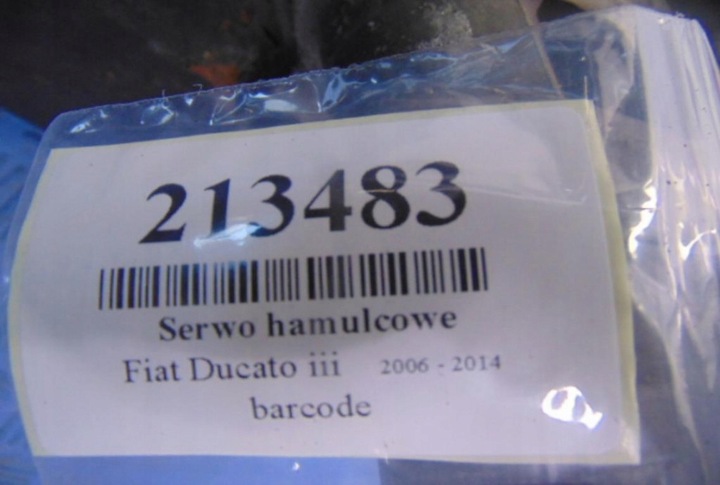 213483
Serwo hamulcowe
Fiat Ducato iii 2006 - 2014
barcode